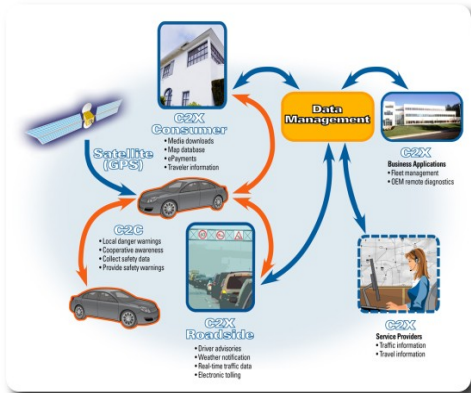 C2X
Consumer
• Media downloads
• Map database
• ePayments
• Traveler information
Data
Management
C2X
Business Applications
• Fleet management
• OEM remote diagnostics
Satellite
(GPS)
C2C
• Local danger warnings
• Cooperative awareness
• Collect safety data
• Provide safety warnings
C2X
Roadside
• Driver advisories
• Weather notification
• Real-time traffic data
• Electronic tolling
C2X
Service Providers
• Traffic information
• Travel information